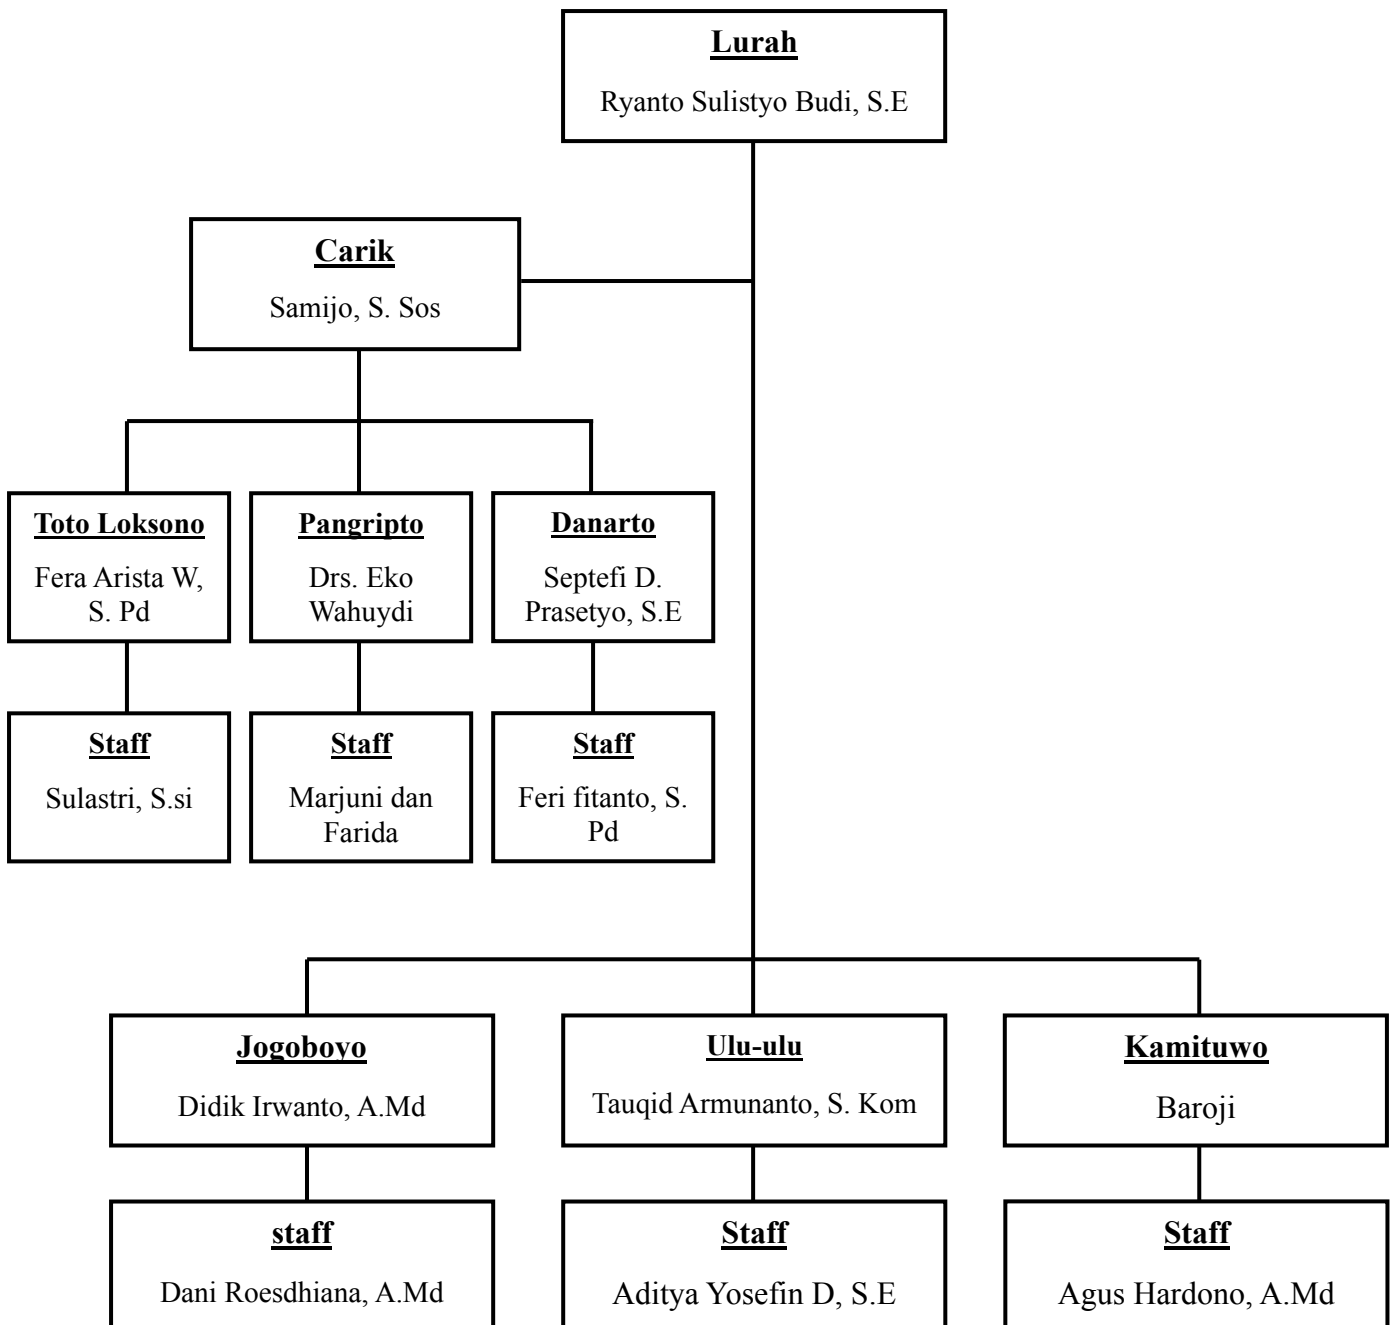 Lurah
Ryanto Sulistyo Budi, S.E
Carik
Samijo, S. Sos
Toto Loksono
Fera Arista W,
S. Pd
Pangripto
Drs. Eko
Wahuydi
Danarto
Septefi D.
Prasetyo, S.E
Staff
Sulastri, S.si
Staff
Marjuni dan
Farida
Staff
Feri fitanto, S.
Pd
Jogoboyo
Didik Irwanto, A.Md
Ulu-ulu
Tauqid Armunanto, S. Kom
Kamituwo
Baroji
staff
Dani Roesdhiana, A.Md
Staff
Aditya Yosefin D, S.E
Staff
Agus Hardono, A.Md